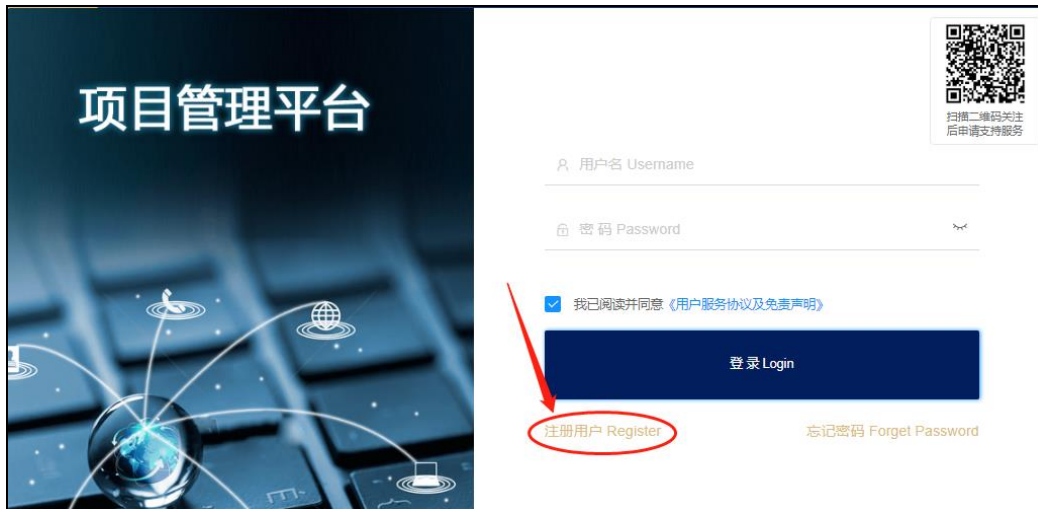 项目管理平台
扫描二维码关注
后申请支持服务
用户名 Username
密 码 Password
我已阅读并同意《用户服务协议及免责声明》
登 录 Login
注册用户 Register
忘记密码 Forget Password